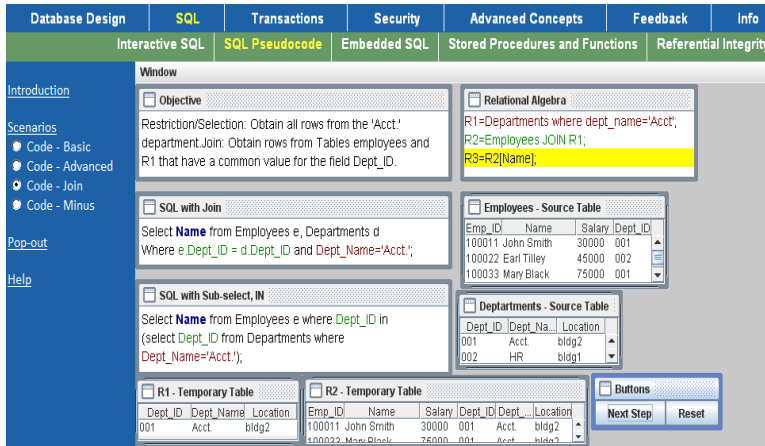 Database Design SQL Transactions Security Advanced Concepts Feedback Info
Interactive SQL SQL Pseudocode Embedded SQL Stored Procedures and Functions Referential Integrity
Window
Introduction
Scenarios
Code - Basic
Code - Advanced
Code - Join
Code - Minus
Pop-out
Help
Objective
Restriction/Selection: Obtain all rows from the 'Acct.'
department.Join: Obtain rows from Tables employees and
R1 that have a common value for the field Dept_ID.
Relational Algebra
R1=Departments where dept_name='Acct';
R2=Employees JOIN R1;
R3=R2[Name];
SQL with Join
Select Name from Employees e, Departments d
Where e.Dept_ID = d.Dept_ID and Dept_Name='Acct.';
Employees - Source Table
Emp_ID Name Salary Dept_ID
100011 John Smith 30000 001
100022 Earl Tilley 45000 002
100033 Mary Black 75000 001
SQL with Sub-select, IN
Select Name from Employees e where Dept_ID in
(select Dept_ID from Departments where
Dept_Name='Acct.');
Deptartments - Source Table
Dept_ID Dept_Na... Location
001 Acct. bldg2
002 HR bldg1
R1 - Temporary Table
Dept_ID Dept_Name Location
001 Acct. bldg2
R2 - Temporary Table
Emp_ID Name Salary Dept_ID Dept_... Location
100011 John Smith 30000 001 Acct. bldg2
100033 Mary Black 75000 001 Acct. bldg2
Buttons
Next Step Reset